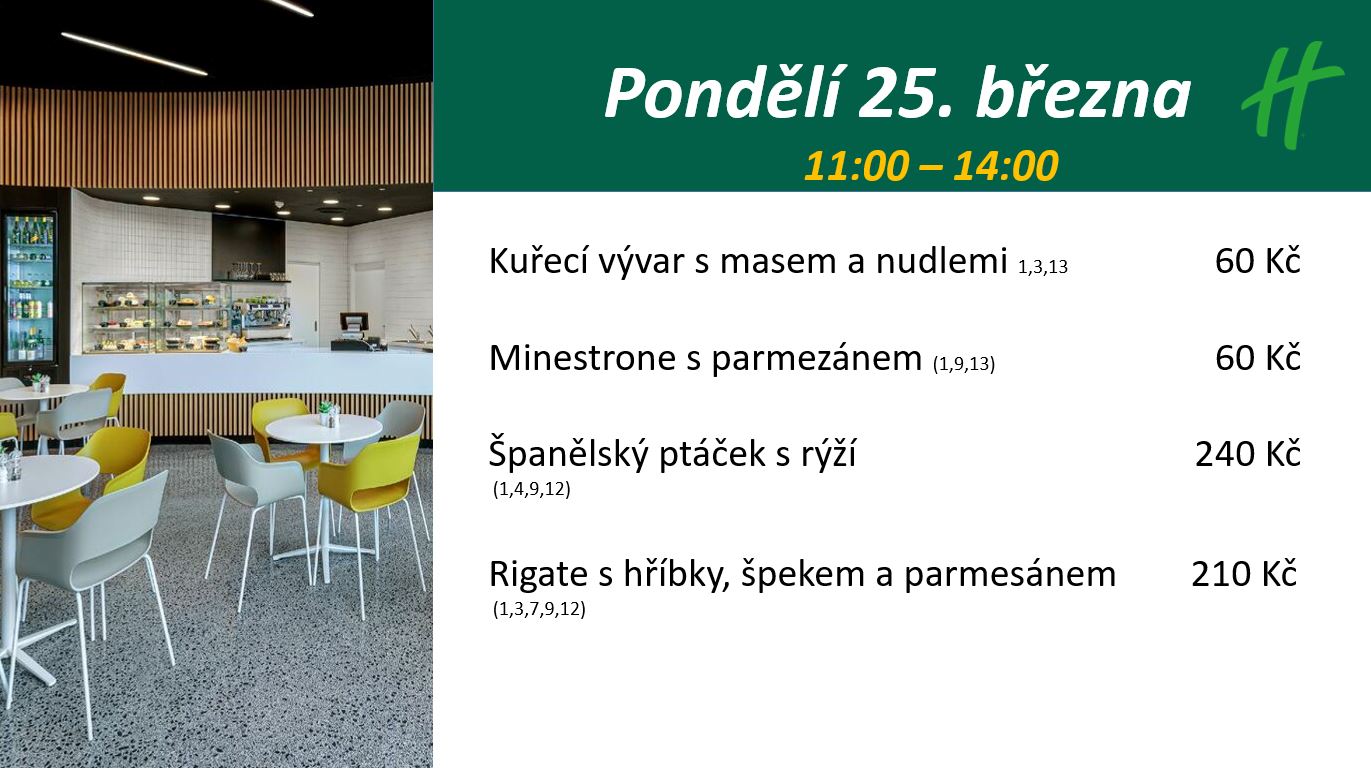 Pondělí 25. března
11:00 – 14:00
Kuřecí vývar s masem a nudlemi 1,3,13 60 Kč
Minestrone s parmezánem (1,9,13) 60 Kč
Španělský ptáček s rýží 240 Kč
(1,4,9,12)
Rigate s hříbky, špekem a parmesánem 210 Kč
(1,3,7,9,12)